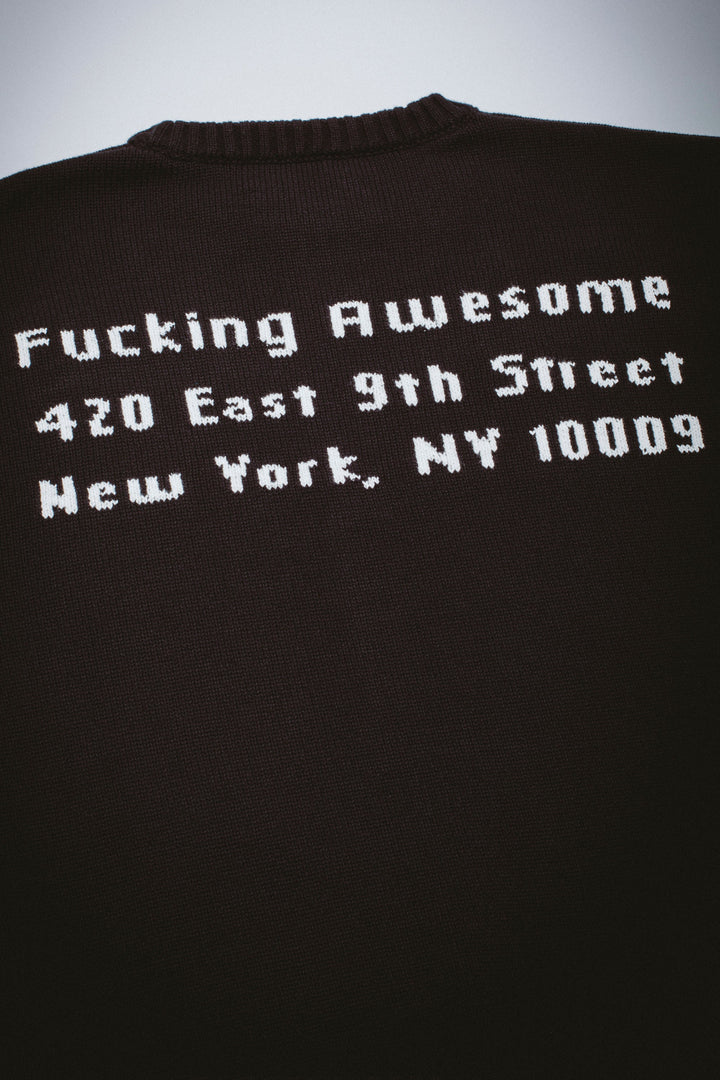 Fucking Awesome
420 East 9th Street
New York, NY 10009